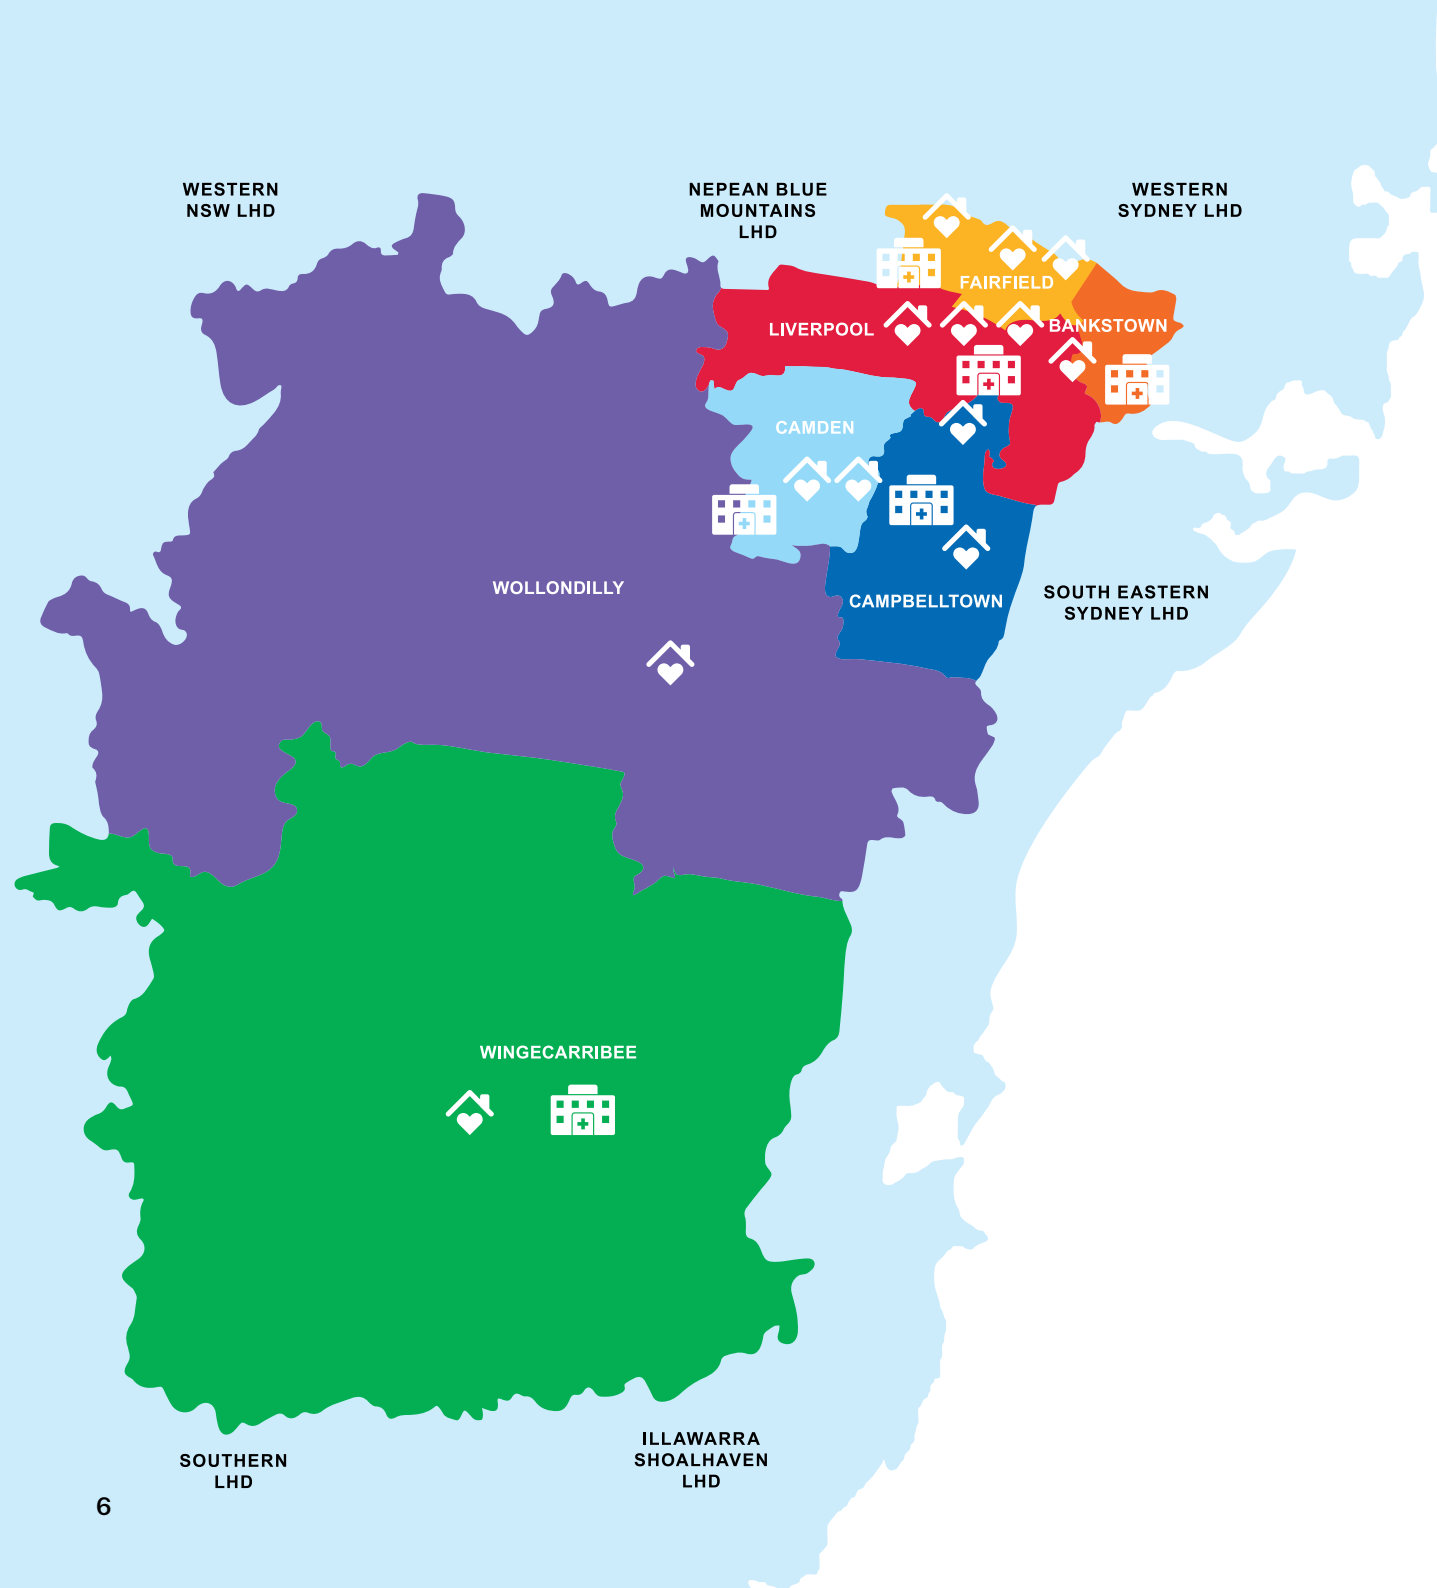 WESTERN
NSW LHD
NEPEAN BLUE
MOUNTAINS
LHD
WESTERN
SYDNEY LHD
FAIRFIELD
LIVERPOOL
BANKSTOWN
CAMDEN
WOLLONDILLY
CAMPBELLTOWN
SOUTH EASTERN
SYDNEY LHD
WINGECARRIBEE
ILLAWARRA
SHOALHAVEN
LHD
SOUTHERN
LHD
6